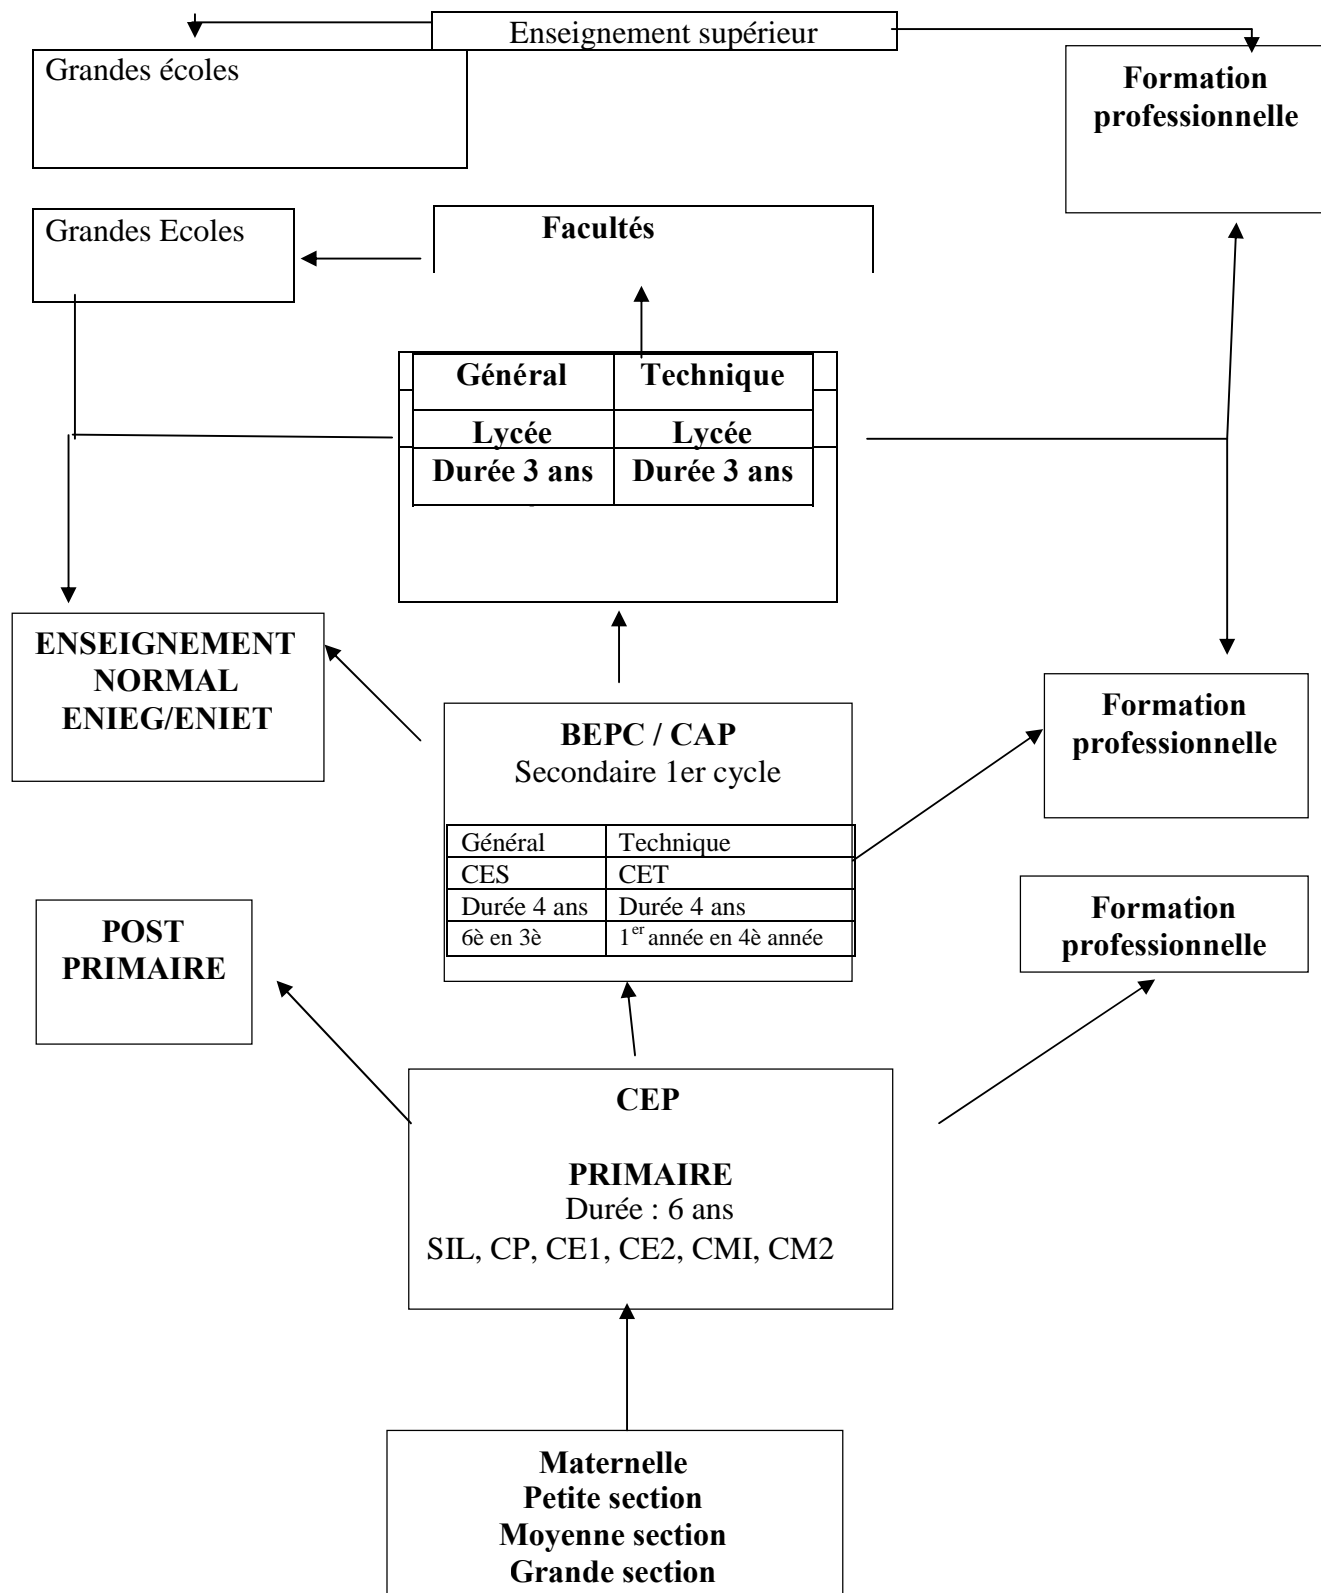 Enseignement supérieur
Grandes écoles
Formation
professionnelle
Grandes Ecoles
Facultés
Général Technique
Lycée Lycée
Durée 3 ans Durée 3 ans
ENSEIGNEMENT
NORMAL
ENIEG/ENIET
BEPC / CAP
Secondaire 1er cycle
Général Technique
CES CET
Durée 4 ans Durée 4 ans
6è en 3è 1er année en 4è année
Formation
professionnelle
POST
PRIMAIRE
Formation
professionnelle
CEP
PRIMAIRE
Durée : 6 ans
SIL, CP, CE1, CE2, CMI, CM2
Maternelle
Petite section
Moyenne section
Grande section